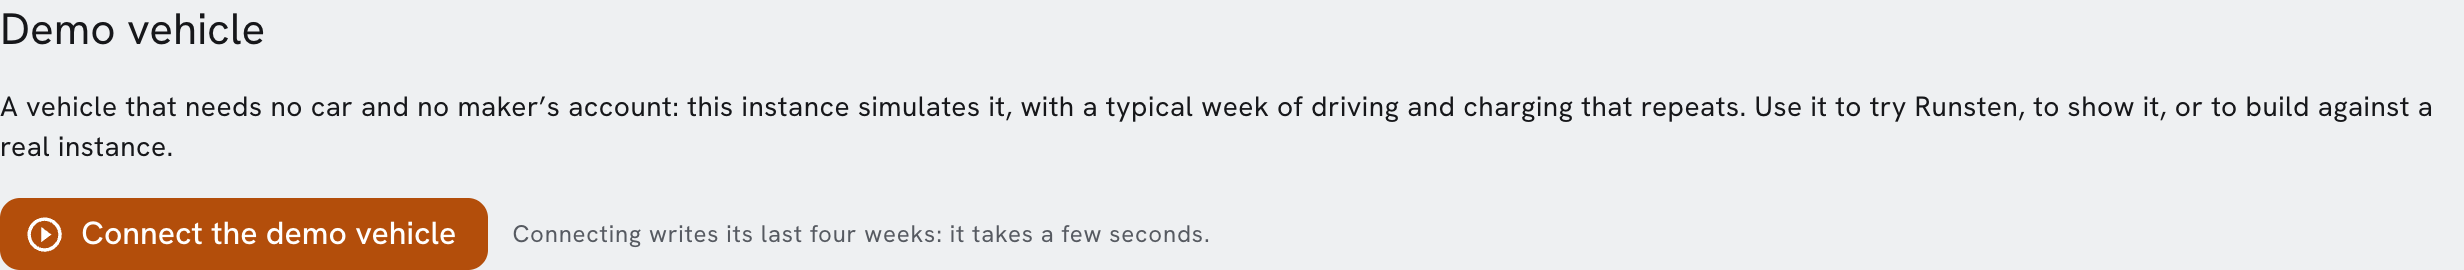 Demo vehicle
A vehicle that needs no car and no maker’s account: this instance simulates it, with a typical week of driving and charging that repeats. Use it to try Runsten, to show it, or to build against a
real instance.
Connect the demo vehicle
Connecting writes its last four weeks: it takes a few seconds.